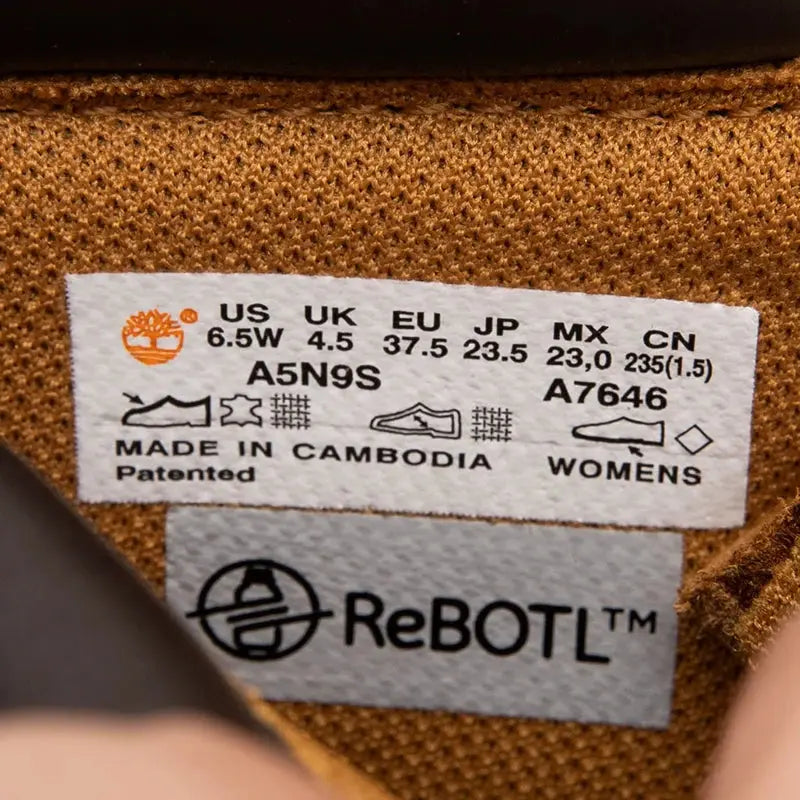 ® US UK EU JP MX CN
6.5W 4.5 37.5 23.5 23,0 235(1.5)
A5N9S A7646
MADE IN CAMBODIA WOMENS
Patented
ReBOTL™